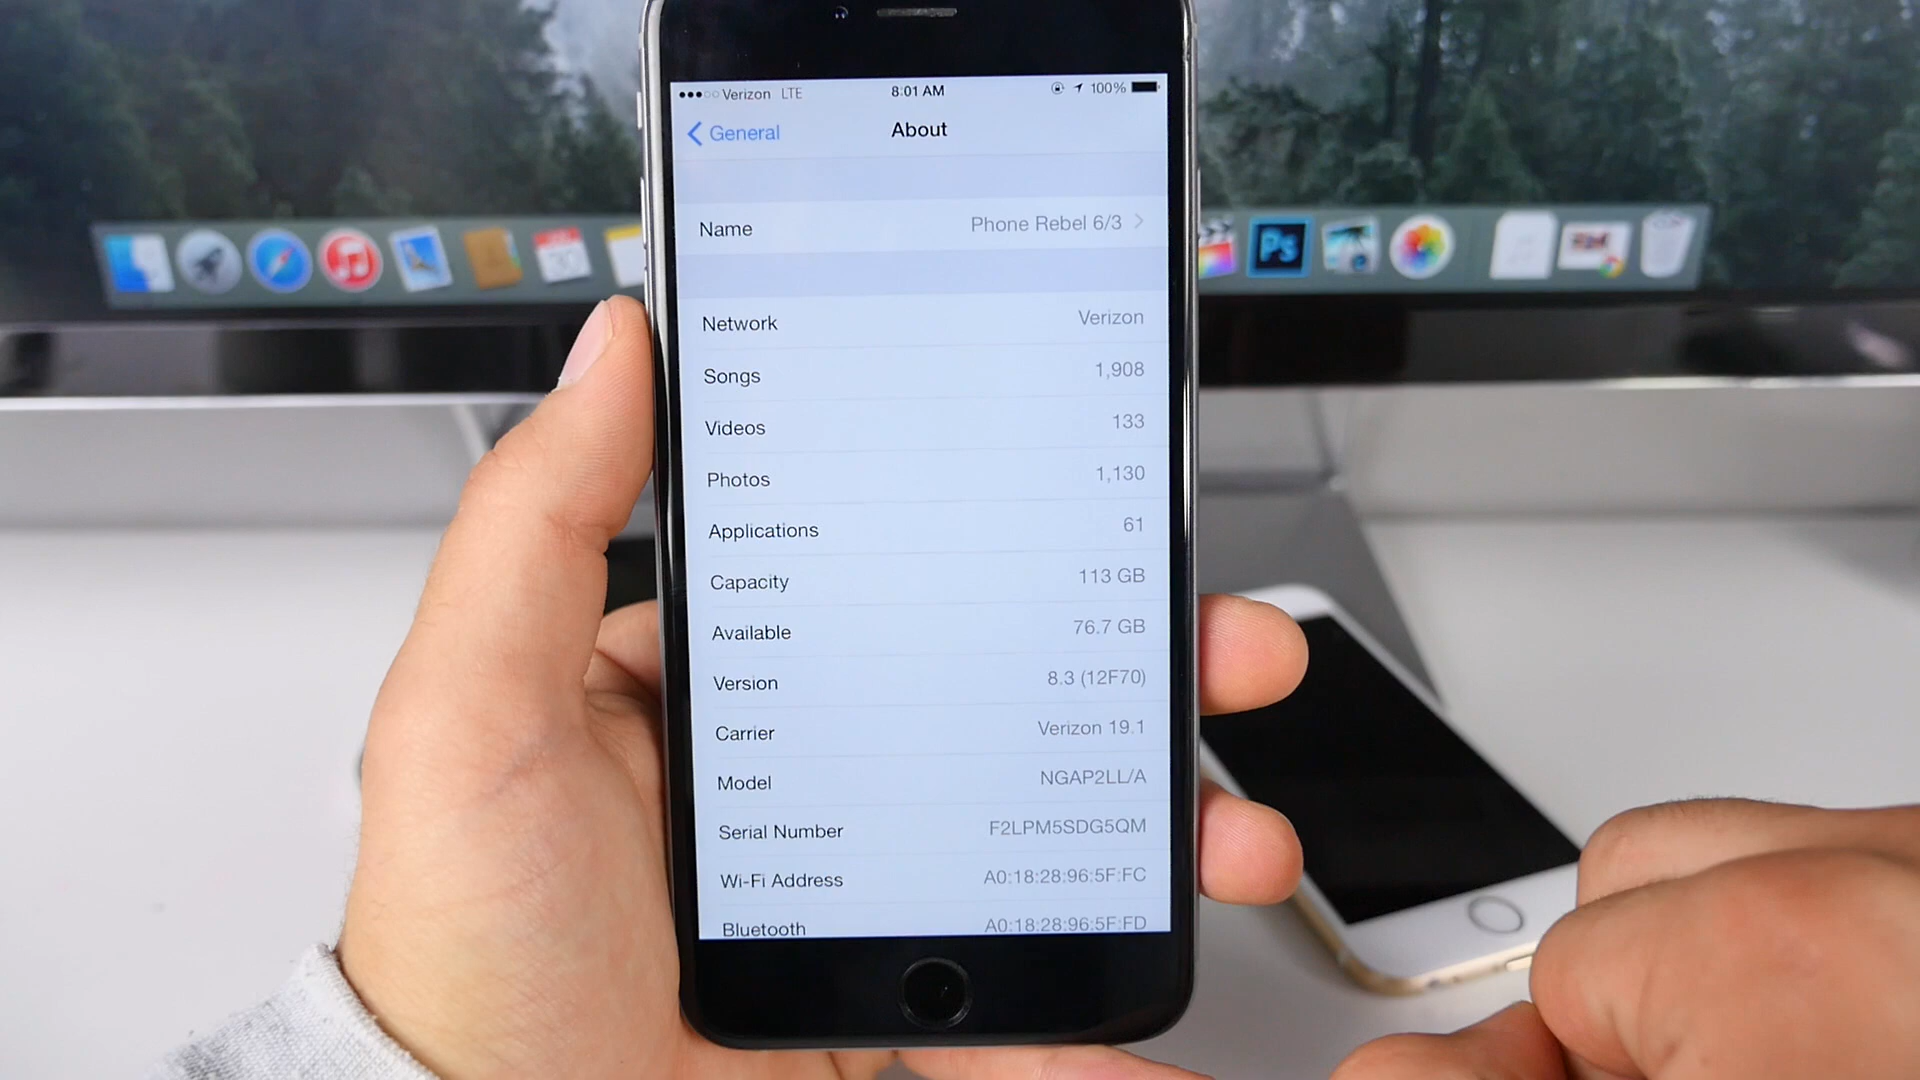 Verizon LTE 8:01 AM 100%
General About
Name Phone Rebel 6/3
Network Verizon
Songs 1,908
Videos 133
Photos 1,130
Applications 61
Capacity 113 GB
Available 76.7 GB
Version 8.3 (12F70)
Carrier Verizon 19.1
Model NGAP2LL/A
Serial Number F2LPM5SDG5QM
Wi-Fi Address A0:18:28:96:5F:FC
Bluetooth A0:18:28:96:5F:FD
30
Ps